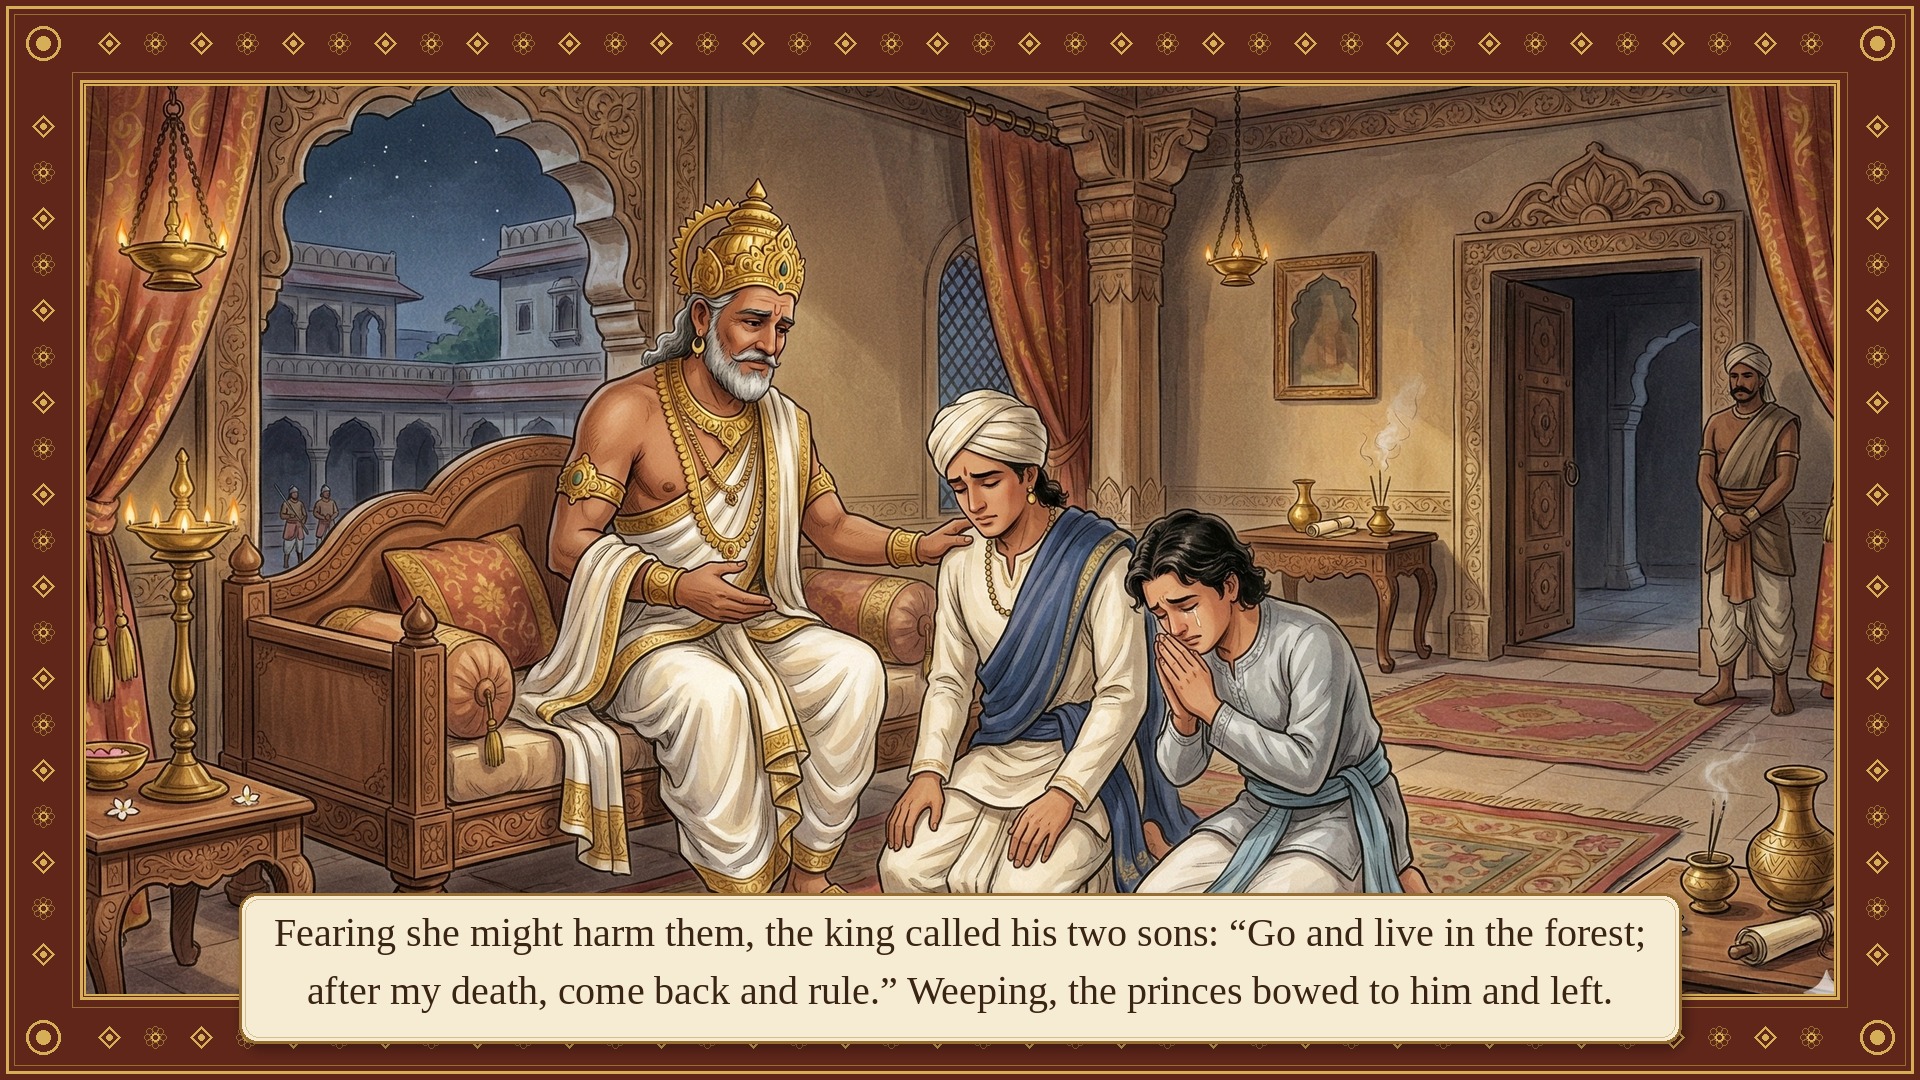 Fearing she might harm them, the king called his two sons: “Go and live in the forest;
after my death, come back and rule.” Weeping, the princes bowed to him and left.